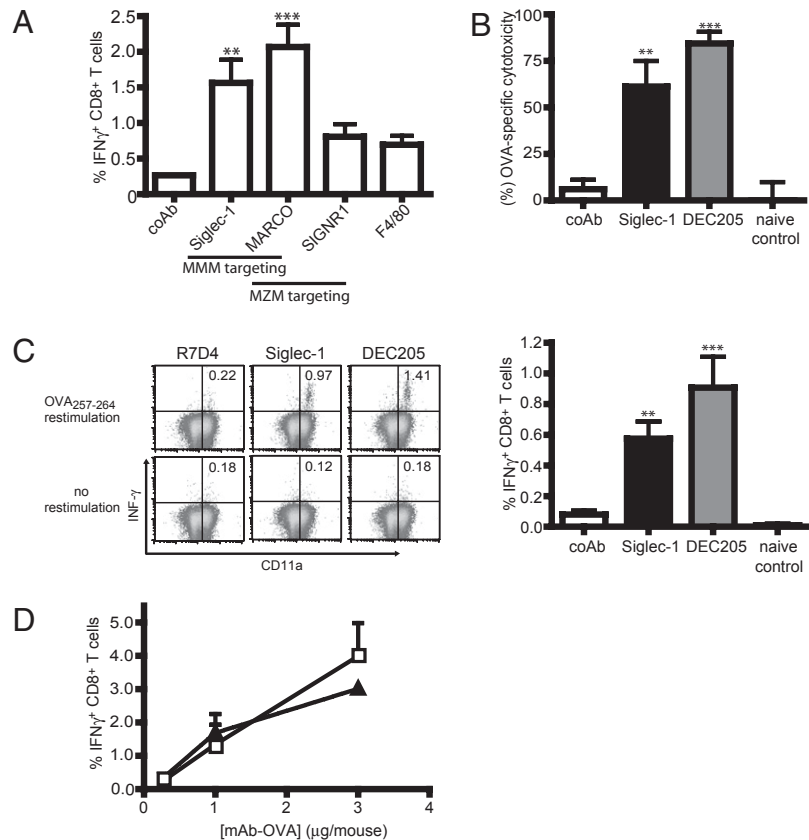 A
% IFNγ+ CD8+ T cells
2.5
2.0
1.5
1.0
0.5
0
**
***
coAb
Siglec-1
MARCO
SIGNR1
F4/80
MMM targeting
MZM targeting
B
(%) OVA-specific cytotoxicity
100
75
50
25
0
**
***
coAb
Siglec-1
DEC205
naive
control
C
R7D4
Siglec-1
DEC205
OVA257-264
restimulation
0.22
0.97
1.41
no
restimulation
0.18
0.12
0.18
INF-γ
CD11a
% IFNγ+ CD8+ T cells
1.2
1.0
0.8
0.6
0.4
0.2
0.0
**
***
coAb
Siglec-1
DEC205
naive
control
D
% IFNγ+ CD8+ T cells
5.0
4.0
3.0
2.0
1.0
0.0
0
1
2
3
4
[mAb-OVA] (μg/mouse)